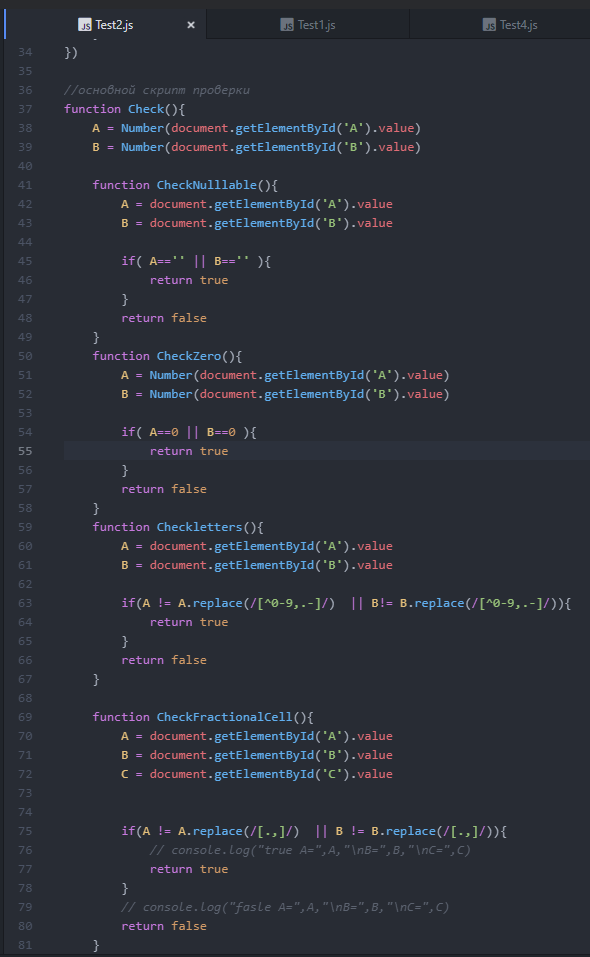 JS Test2.js × JS Test1.js JS Test4.js
34 })
35
36 //основной скрипт проверки
37 function Check(){
38 A = Number(document.getElementById('A').value)
39 B = Number(document.getElementById('B').value)
40
41 function CheckNulllable(){
42 A = document.getElementById('A').value
43 B = document.getElementById('B').value
44
45 if( A=='' || B=='' ){
46 return true
47 }
48 return false
49 }
50 function CheckZero(){
51 A = Number(document.getElementById('A').value)
52 B = Number(document.getElementById('B').value)
53
54 if( A==0 || B==0 ){
55 return true
56 }
57 return false
58 }
59 function Checkletters(){
60 A = document.getElementById('A').value
61 B = document.getElementById('B').value
62
63 if(A != A.replace(/[^0-9,.-]/) || B!= B.replace(/[^0-9,.-]/)){
64 return true
65 }
66 return false
67 }
68
69 function CheckFractionalCell(){
70 A = document.getElementById('A').value
71 B = document.getElementById('B').value
72 C = document.getElementById('C').value
73
74
75 if(A != A.replace(/[.,]/) || B != B.replace(/[.,]/)){
76 // console.log("true A=",A,"\nB=",B,"\nC=",C)
77 return true
78 }
79 // console.log("fasle A=",A,"\nB=",B,"\nC=",C)
80 return false
81 }